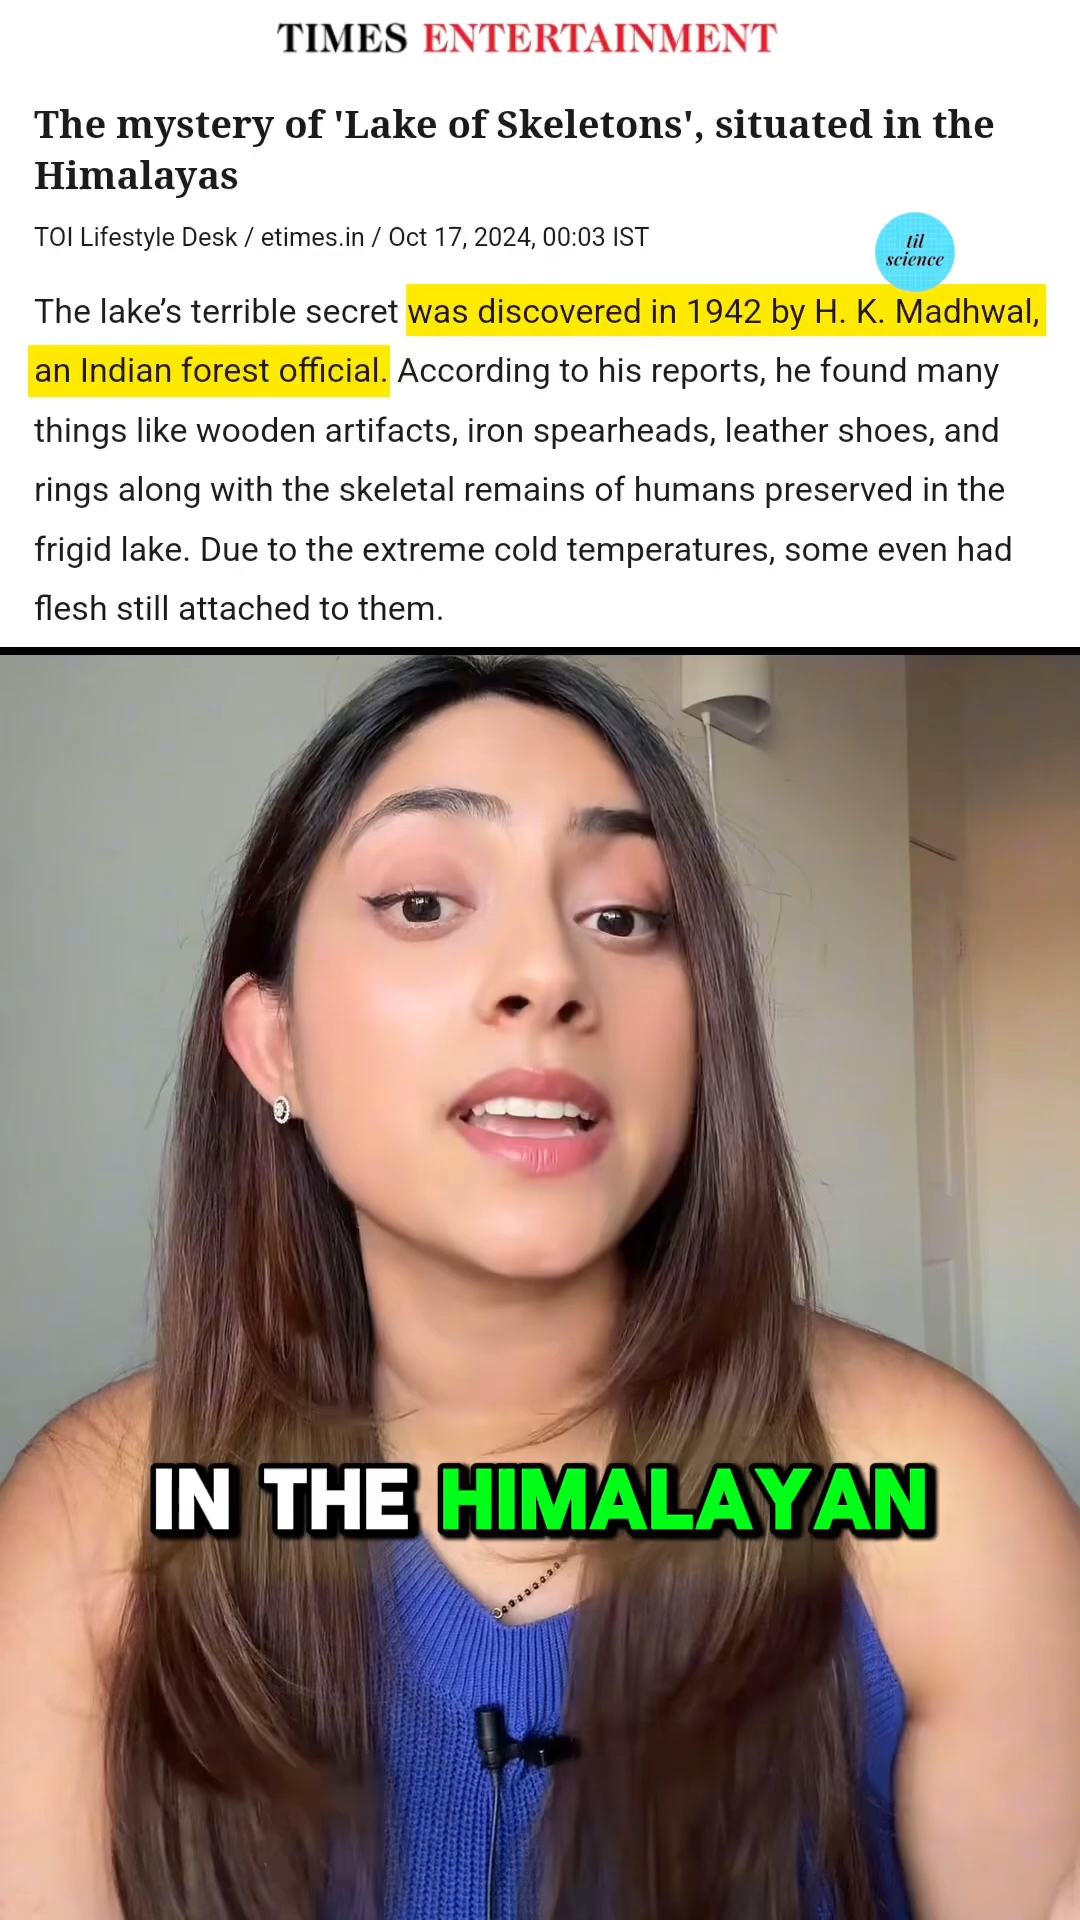 TIMES ENTERTAINMENT
The mystery of 'Lake of Skeletons', situated in the
Himalayas
TOI Lifestyle Desk / etimes.in / Oct 17, 2024, 00:03 IST
til
science
The lake’s terrible secret was discovered in 1942 by H. K. Madhwal,
an Indian forest official. According to his reports, he found many
things like wooden artifacts, iron spearheads, leather shoes, and
rings along with the skeletal remains of humans preserved in the
frigid lake. Due to the extreme cold temperatures, some even had
flesh still attached to them.
IN THE HIMALAYAN